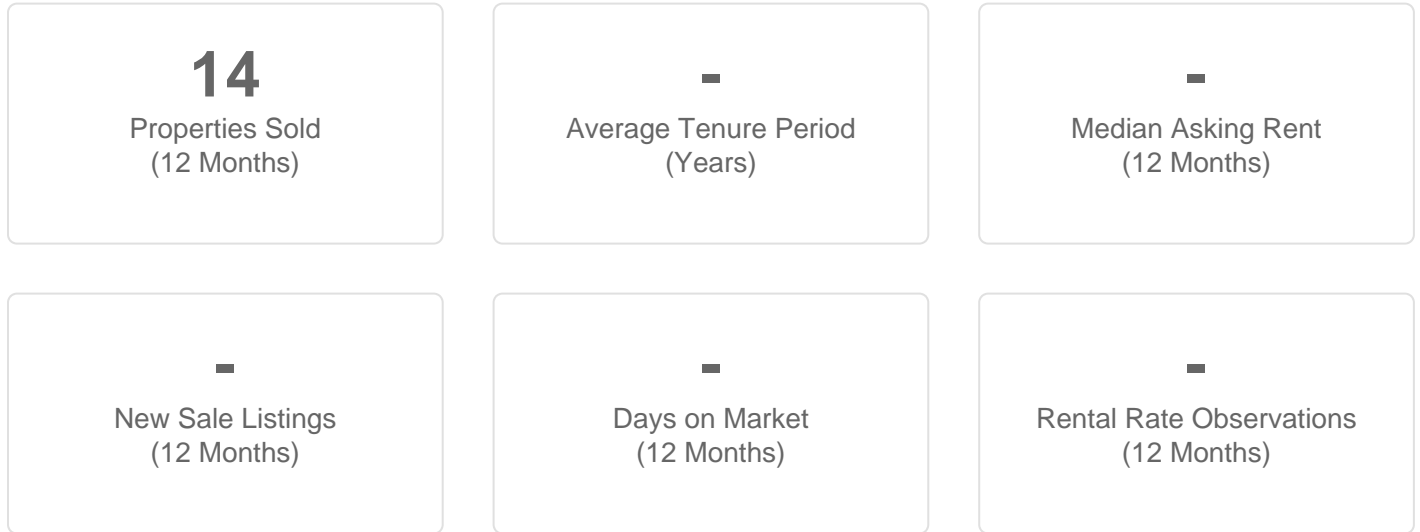 14
Properties Sold
(12 Months)
-
Average Tenure Period
(Years)
-
Median Asking Rent
(12 Months)
-
New Sale Listings
(12 Months)
-
Days on Market
(12 Months)
-
Rental Rate Observations
(12 Months)